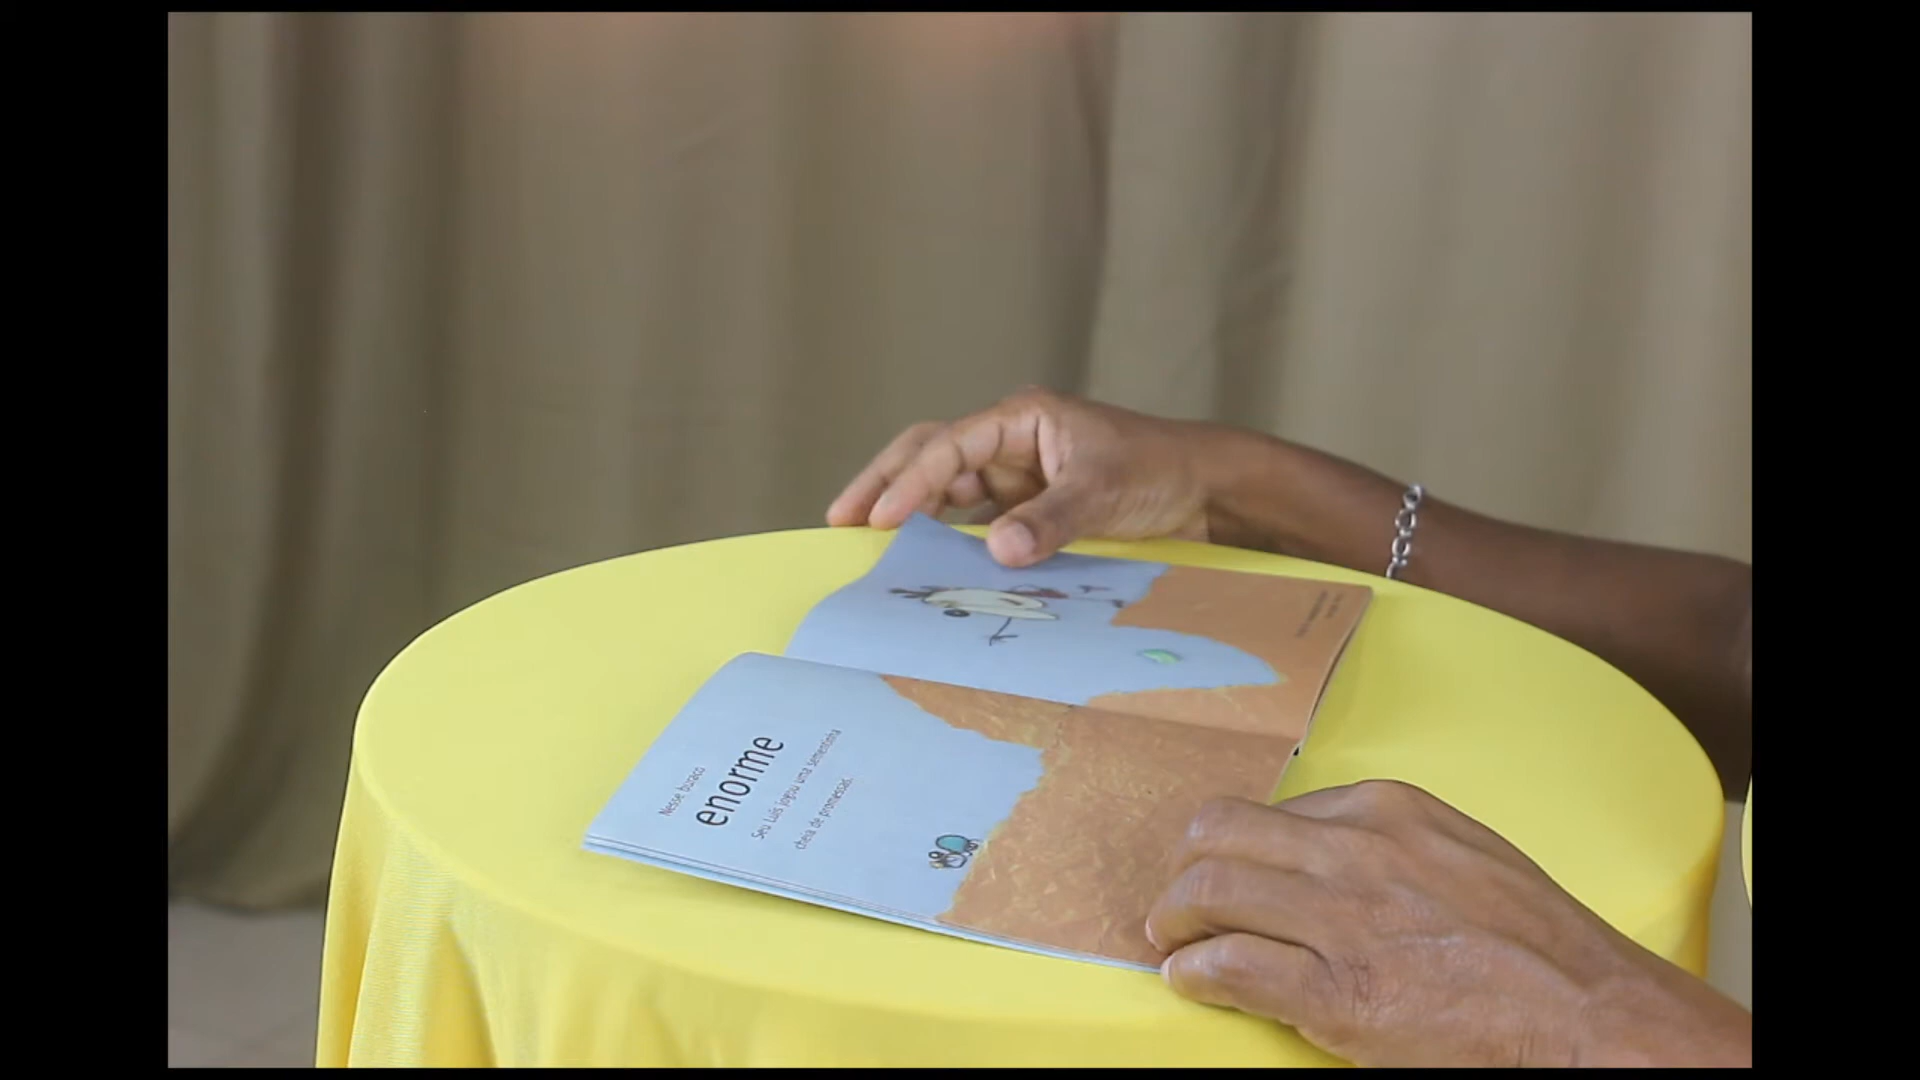 Nesse buraco
enorme
Seu Luís jogou uma sementinha
cheia de promessas.